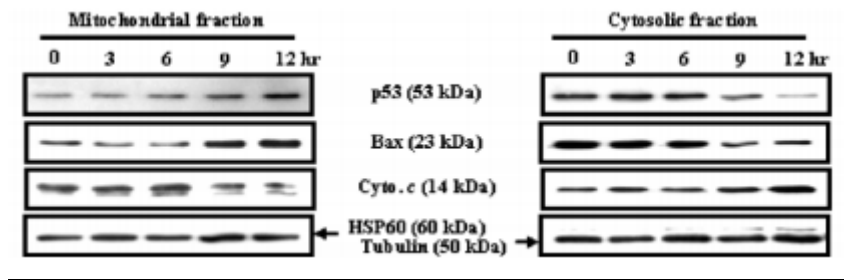 Mitochondrial fraction Cytosolic fraction
0 3 6 9 12 hr 0 3 6 9 12 hr
p53 (53 kDa)
Bax (23 kDa)
Cyto. c (14 kDa)
HSP60 (60 kDa)
Tubulin (50 kDa)